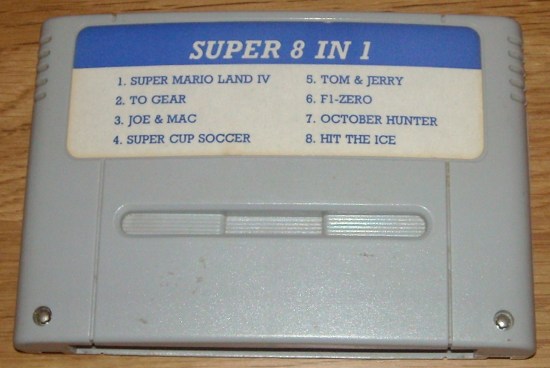 SUPER 8 IN 1
1. SUPER MARIO LAND IV
2. TO GEAR
3. JOE & MAC
4. SUPER CUP SOCCER
5. TOM & JERRY
6. F1-ZERO
7. OCTOBER HUNTER
8. HIT THE ICE